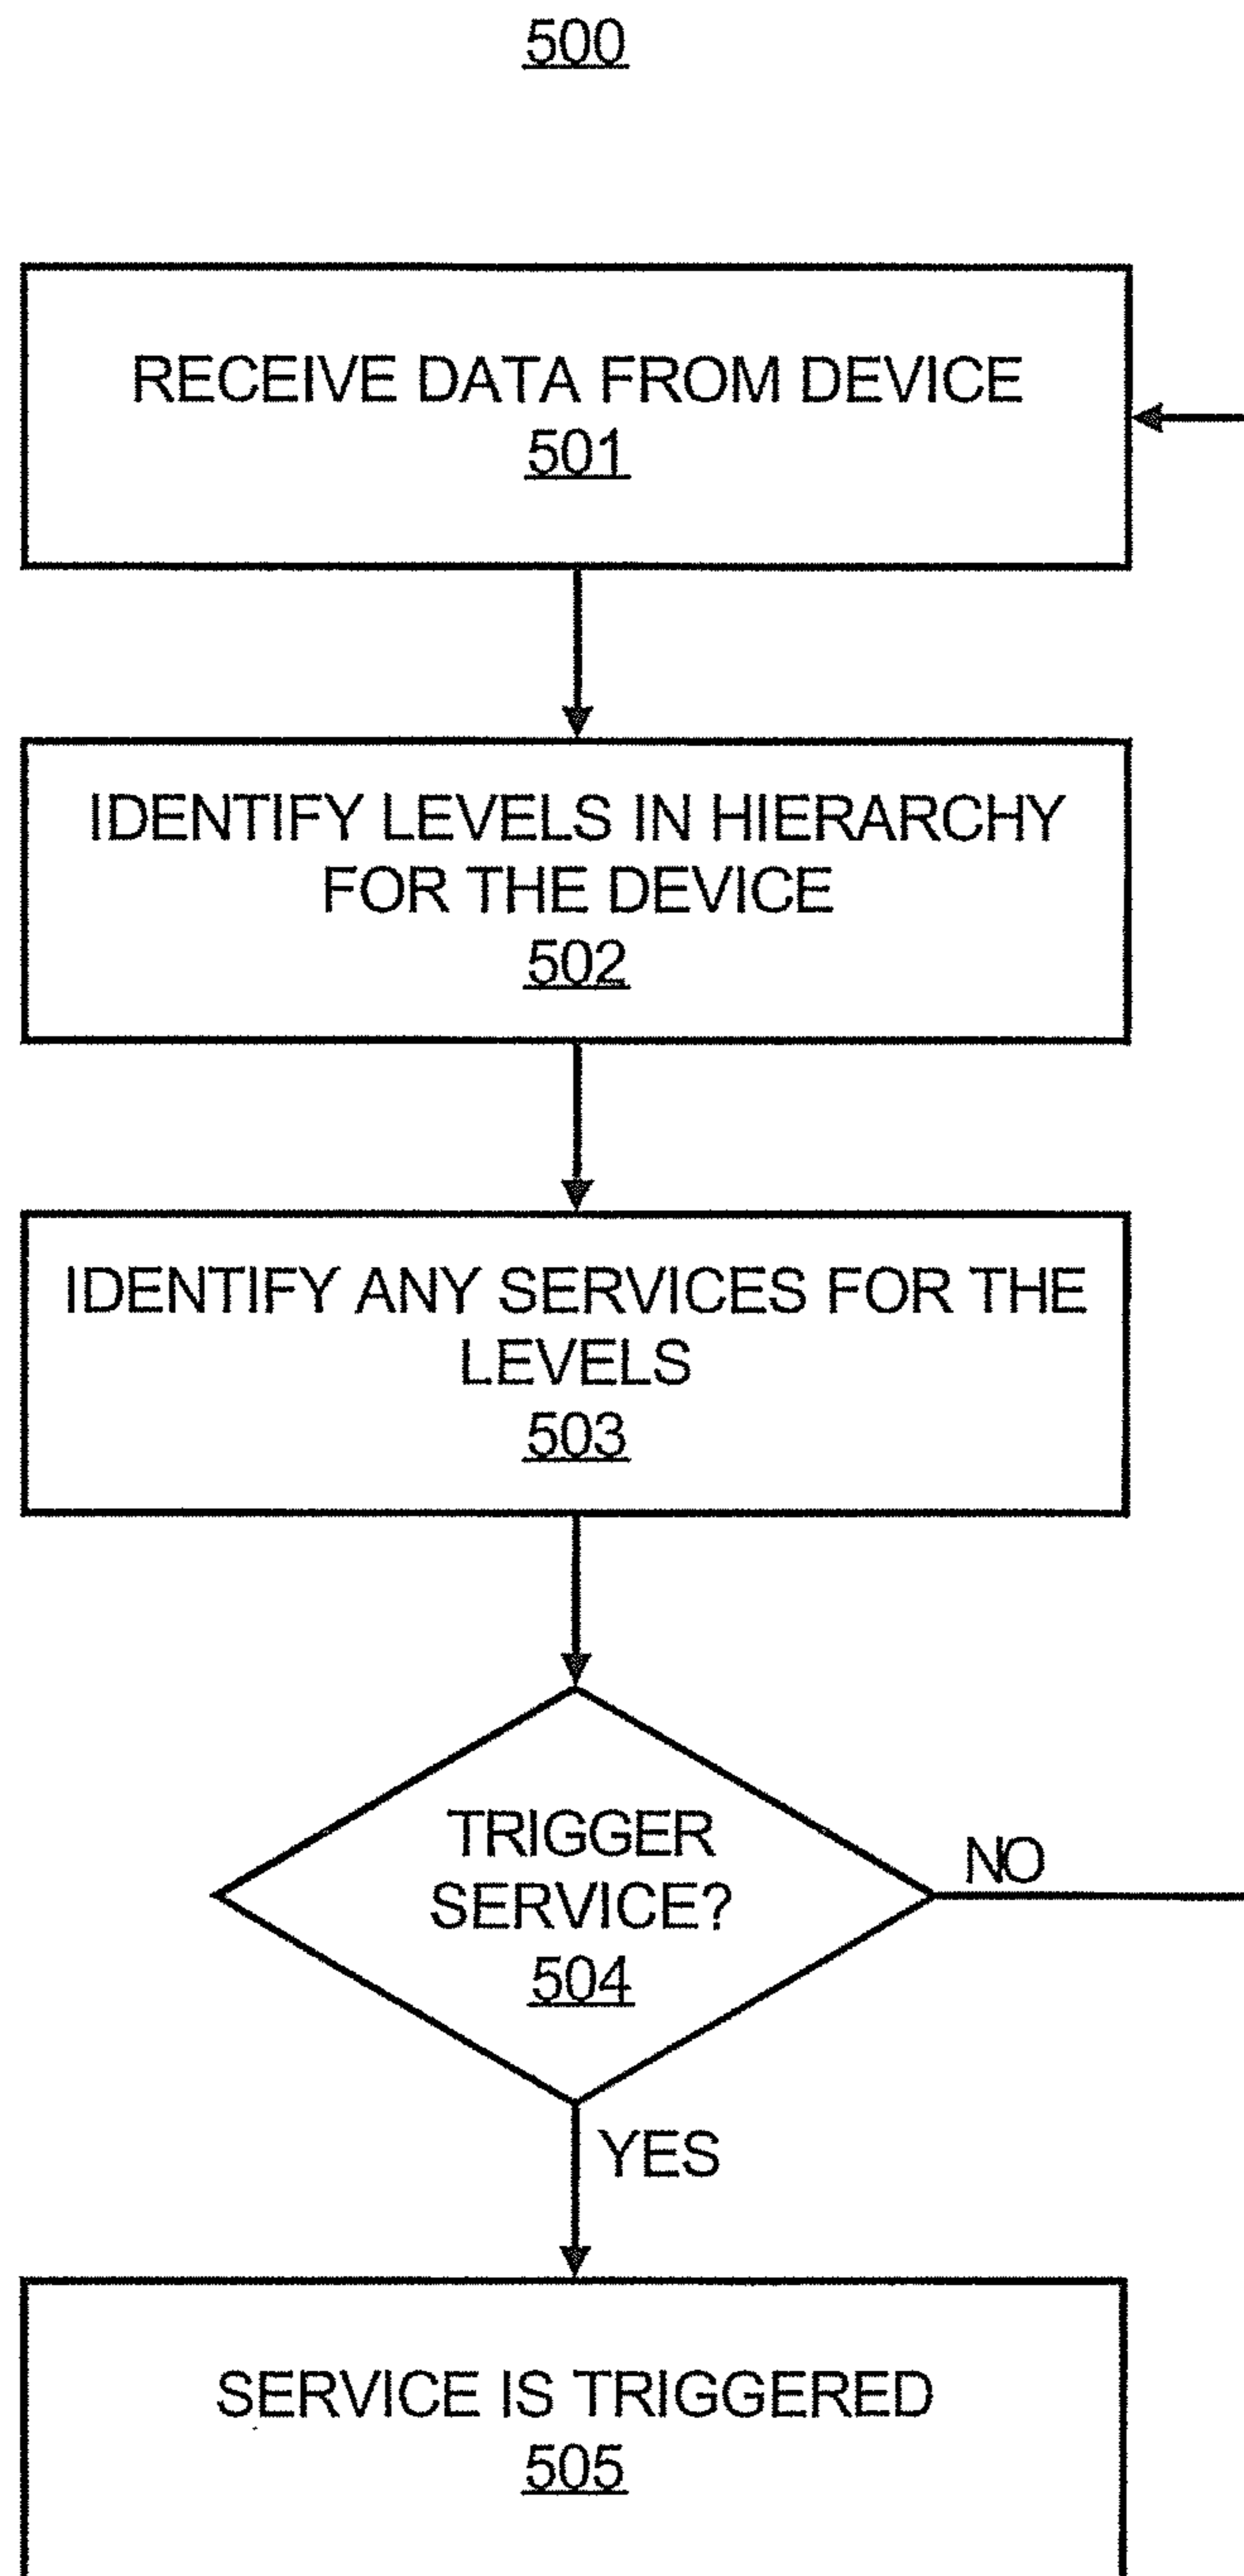 500
RECEIVE DATA FROM DEVICE
501
IDENTIFY LEVELS IN HIERARCHY
FOR THE DEVICE
502
IDENTIFY ANY SERVICES FOR THE
LEVELS
503
TRIGGER
SERVICE?
504
NO
YES
SERVICE IS TRIGGERED
505